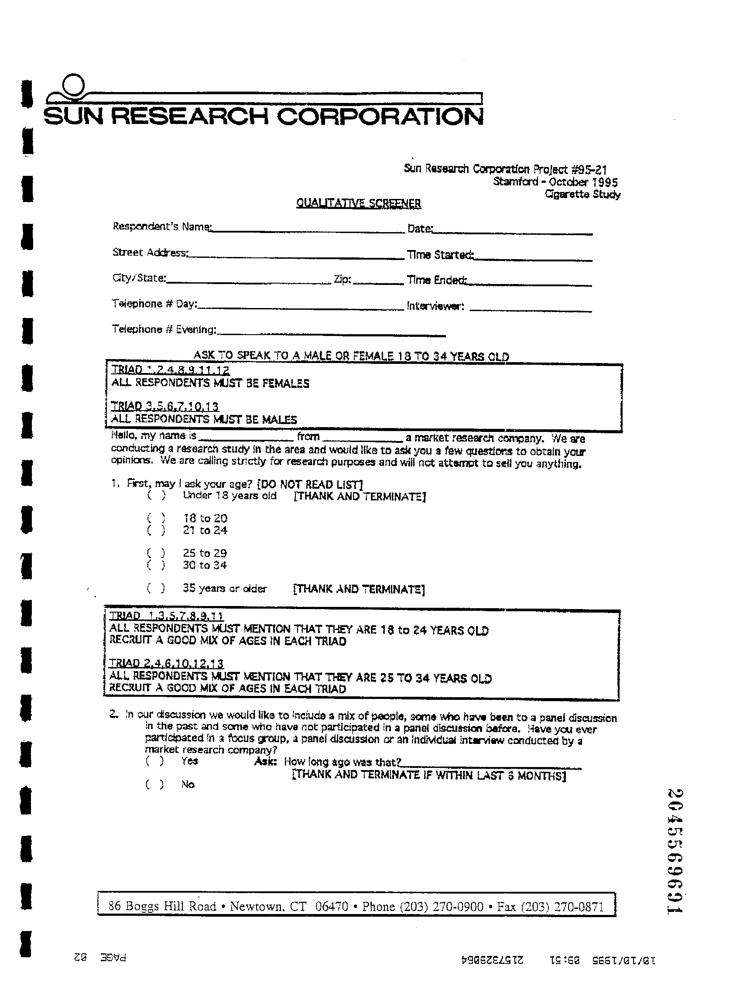 SUN RESEARCH CORPORATION
Sun Research Corporation Project #95-21
Stamford - October 1995
Cigarette Study
QUALITATIVE SCREENER
Respondent's Name:____________ Date:____________
Street Address:____________ Time Started:____________
City/State:____________ Zip:______ Time Ended:____________
Telephone # Day:____________ Interviewer: ____________
Telephone # Evening:____________
ASK TO SPEAK TO A MALE OR FEMALE 18 TO 34 YEARS OLD
TRIAD 1,2,4,8,9,11,12
ALL RESPONDENTS MUST BE FEMALES
TRIAD 3,5,6,7,10,13
ALL RESPONDENTS MUST BE MALES
Hello, my name is ____________ from ____________ a market research company. We are
conducting a research study in the area and would like to ask you a few questions to obtain your
opinions. We are calling strictly for research purposes and will not attempt to sell you anything.
1. First, may I ask your age? [DO NOT READ LIST]
( ) Under 18 years old [THANK AND TERMINATE]
( ) 18 to 20
( ) 21 to 24
( ) 25 to 29
( ) 30 to 34
( ) 35 years or older [THANK AND TERMINATE]
TRIAD 1,3,5,7,8,9,11
ALL RESPONDENTS MUST MENTION THAT THEY ARE 18 to 24 YEARS OLD
RECRUIT A GOOD MIX OF AGES IN EACH TRIAD
TRIAD 2,4,6,10,12,13
ALL RESPONDENTS MUST MENTION THAT THEY ARE 25 TO 34 YEARS OLD
RECRUIT A GOOD MIX OF AGES IN EACH TRIAD
2. In our discussion we would like to include a mix of people, some who have been to a panel discussion
in the past and some who have not participated in a panel discussion before. Have you ever
participated in a focus group, a panel discussion or an individual interview conducted by a
market research company?
( ) Yes Ask: How long ago was that?____________
[THANK AND TERMINATE IF WITHIN LAST 6 MONTHS]
( ) No
2045569691
86 Boggs Hill Road • Newtown, CT 06470 • Phone (203) 270-0900 • Fax (203) 270-0871
10/10/1995 09:51 2157329064 PAGE 02